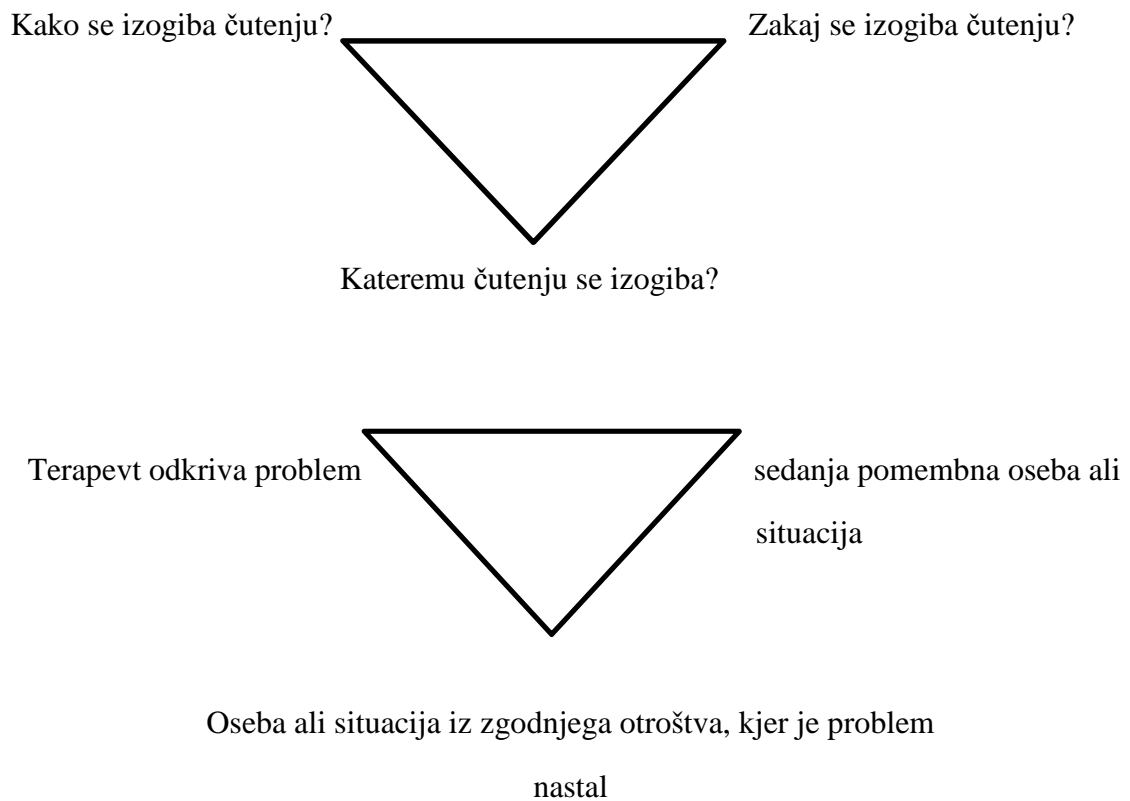 Kako se izogiba čutenju?
Zakaj se izogiba čutenju?
Kateremu čutenju se izogiba?
Terapevt odkriva problem
sedanja pomembna oseba ali
situacija
Oseba ali situacija iz zgodnjega otroštva, kjer je problem
nastal